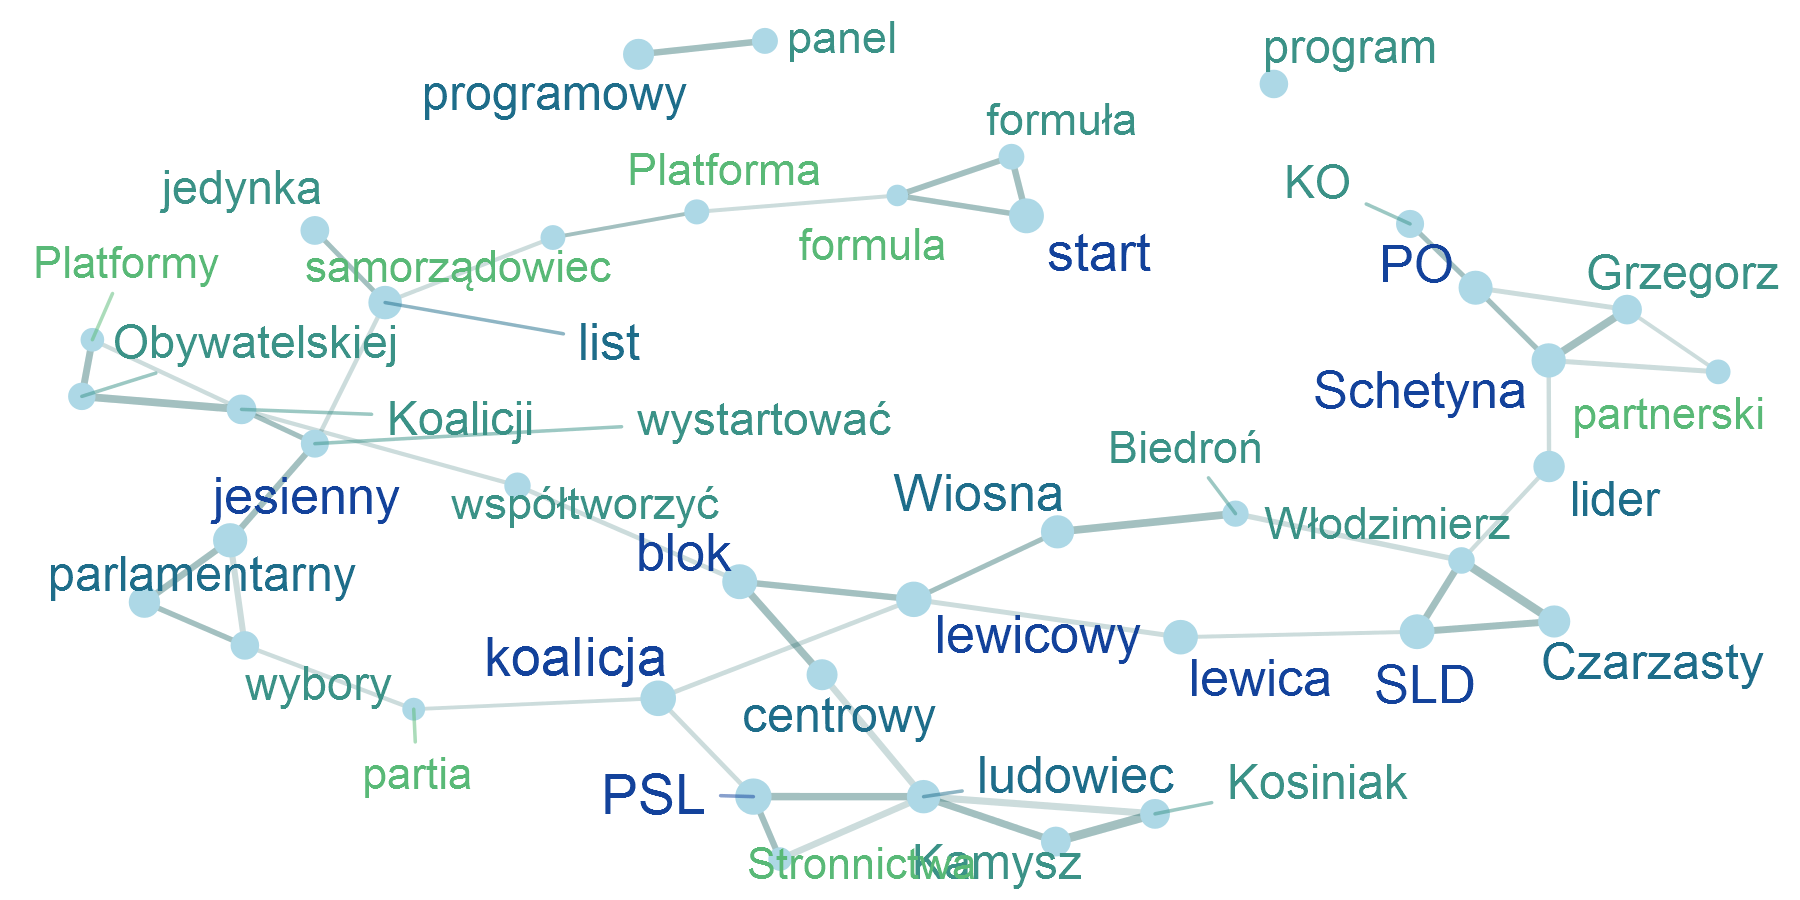 panel
program
programowy
formuła
Platforma
KO
jedynka
formula
start
PO
Grzegorz
Platformy
samorządowiec
Obywatelskiej
list
Schetyna
partnerski
Koalicji
wystartować
Biedroń
Wiosna
jesienny
współtworzyć
lider
Włodzimierz
blok
parlamentarny
koalicja
lewicowy
lewica
SLD
Czarzasty
wybory
centrowy
partia
PSL
ludowiec
Kosiniak
Stronnictwa
Kamysz